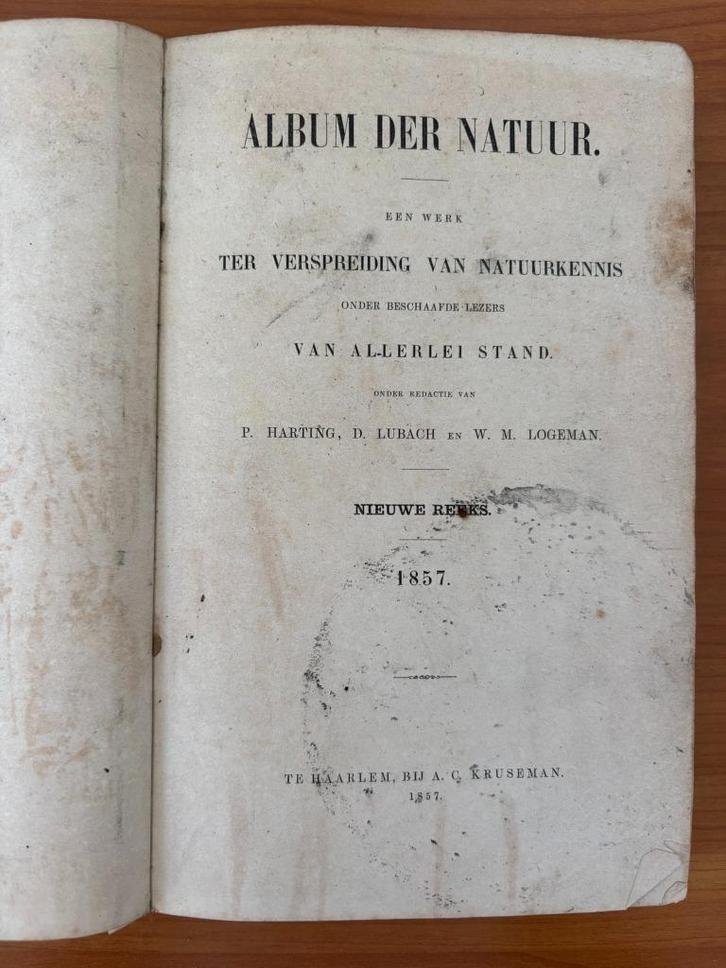 ALBUM DER NATUUR.
EEN WERK
TER VERSPREIDING VAN NATUURKENNIS
ONDER BESCHAAFDE LEZERS
VAN ALLERLEI STAND.
ONDER REDACTIE VAN
P. HARTING, D. LUBACH EN W. M. LOGEMAN.
NIEUWE REEKS.
1857.
TE HAARLEM, BIJ A. C. KRUSEMAN.
1857.